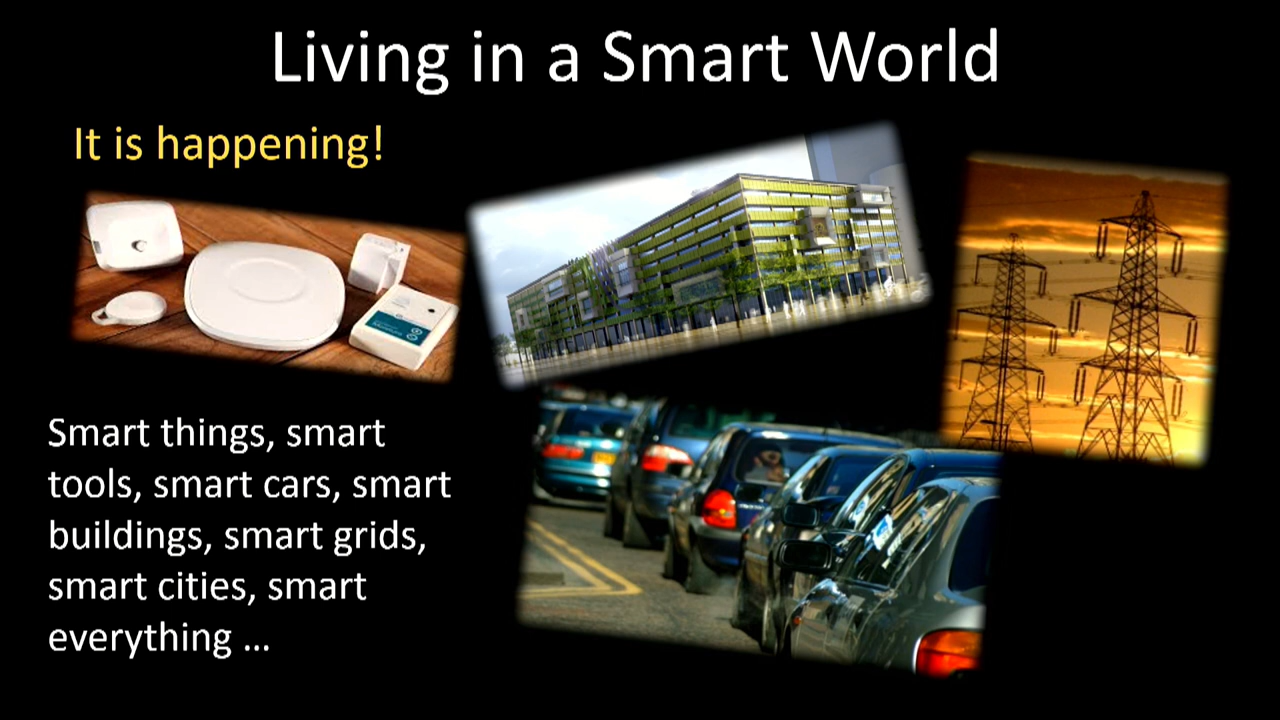 Living in a Smart World
It is happening!
Smart things, smart
tools, smart cars, smart
buildings, smart grids,
smart cities, smart
everything ...